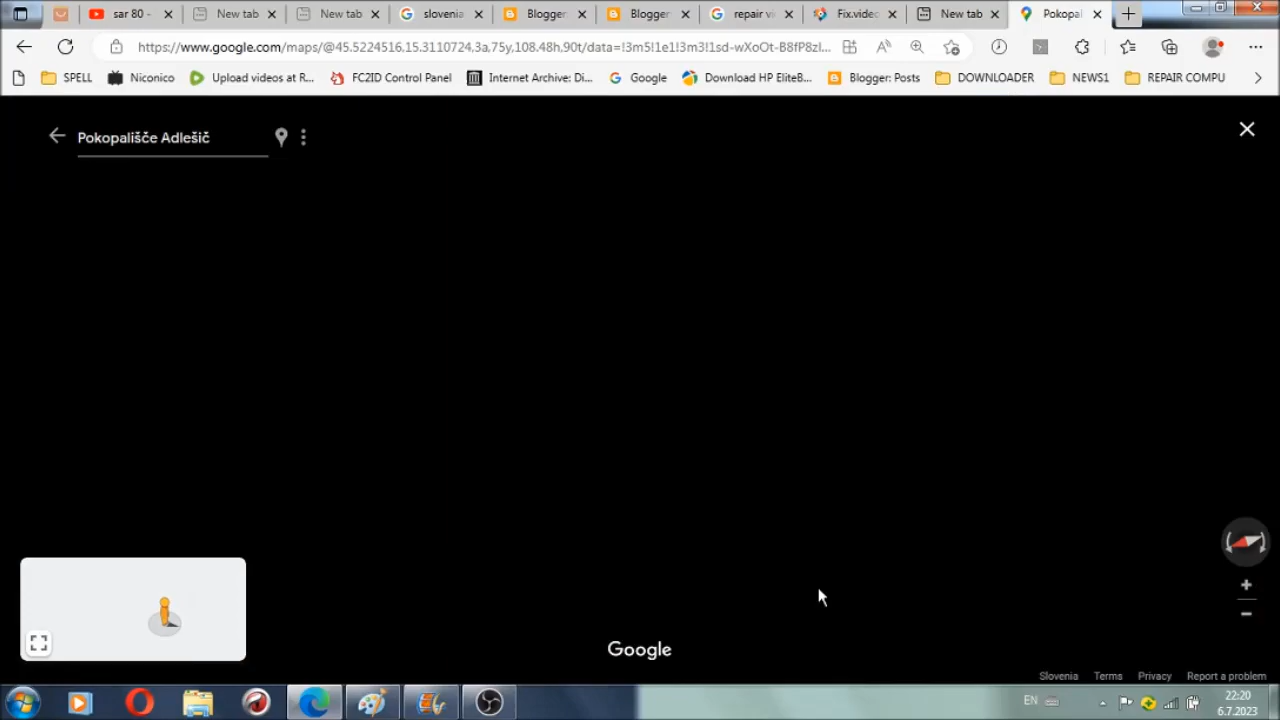 sar 80 -
New tab
New tab
slovenia
Blogger
Blogger
repair vi
Fix.video
New tab
Pokopal
https://www.google.com/maps/@45.5224516,15.3110724,3a,75y,108.48h,90t/data=!3m5!1e1!3m3!1sd-wXoOt-B8fP8zI...
SPELL
Niconico
Upload videos at R...
FC2ID Control Panel
Internet Archive: Di...
Google
Download HP EliteB...
Blogger: Posts
DOWNLOADER
NEWS1
REPAIR COMPU
Pokopališče Adlešič
Google
Slovenia Terms Privacy Report a problem
EN
22:20
6.7.2023